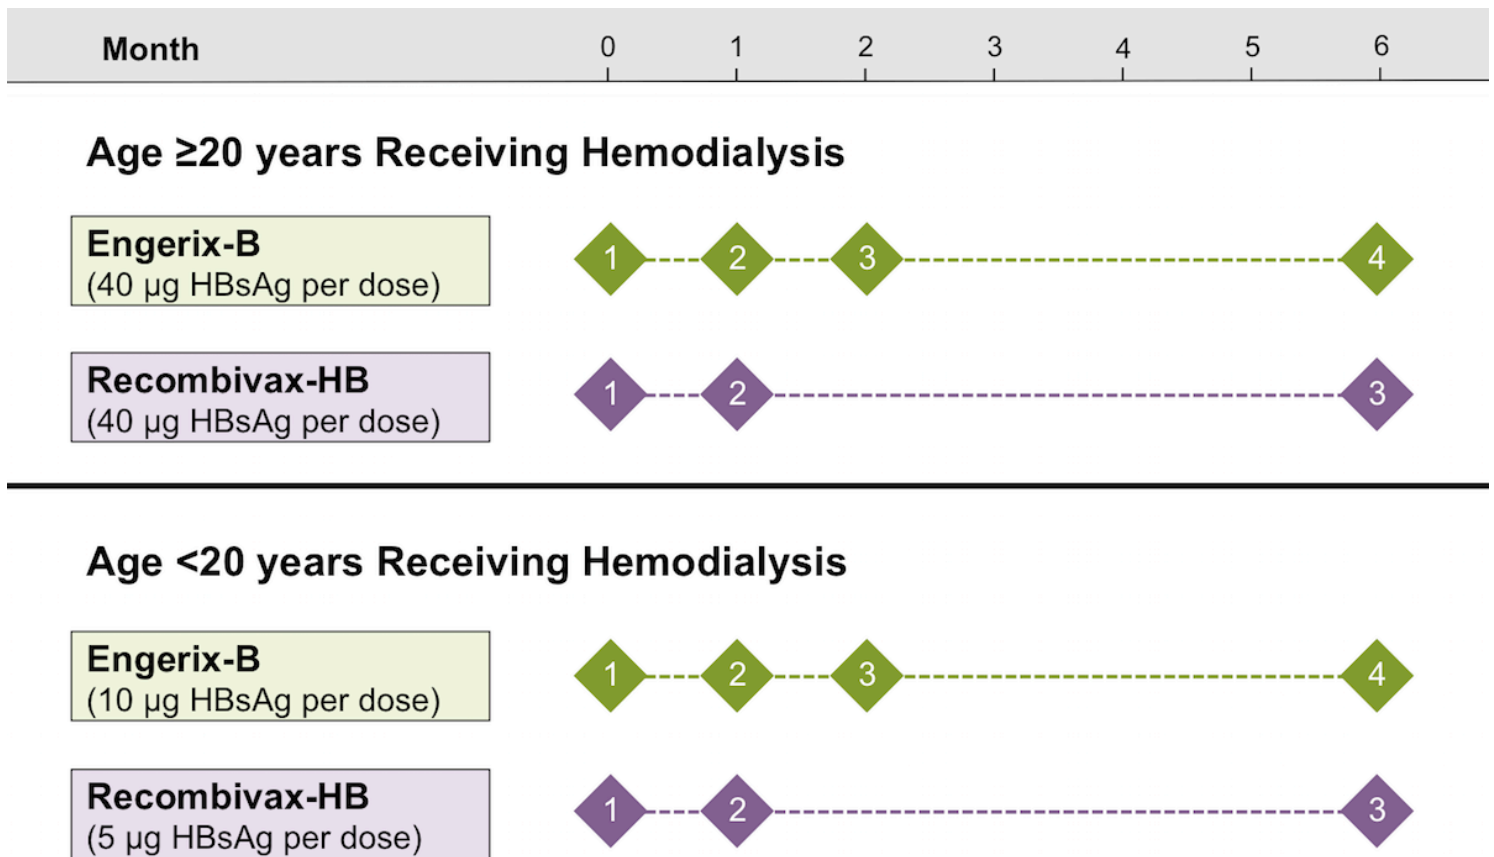 Month 0 1 2 3 4 5 6
Age ≥20 years Receiving Hemodialysis
Engerix-B
(40 µg HBsAg per dose)
1 2 3 4
Recombivax-HB
(40 µg HBsAg per dose)
1 2 3
Age <20 years Receiving Hemodialysis
Engerix-B
(10 µg HBsAg per dose)
1 2 3 4
Recombivax-HB
(5 µg HBsAg per dose)
1 2 3